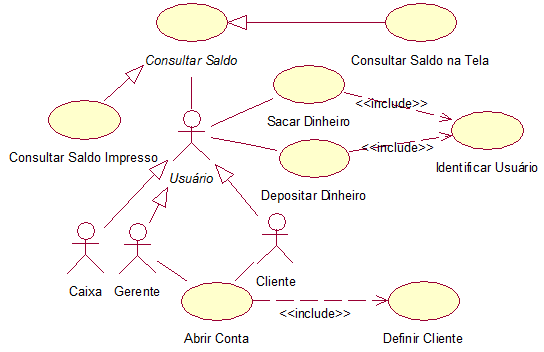 Consultar Saldo
Consultar Saldo na Tela
<<include>>
Sacar Dinheiro
Consultar Saldo Impresso
<<include>>
Identificar Usuário
Usuário
Depositar Dinheiro
Caixa
Gerente
Cliente
<<include>>
Abrir Conta
Definir Cliente